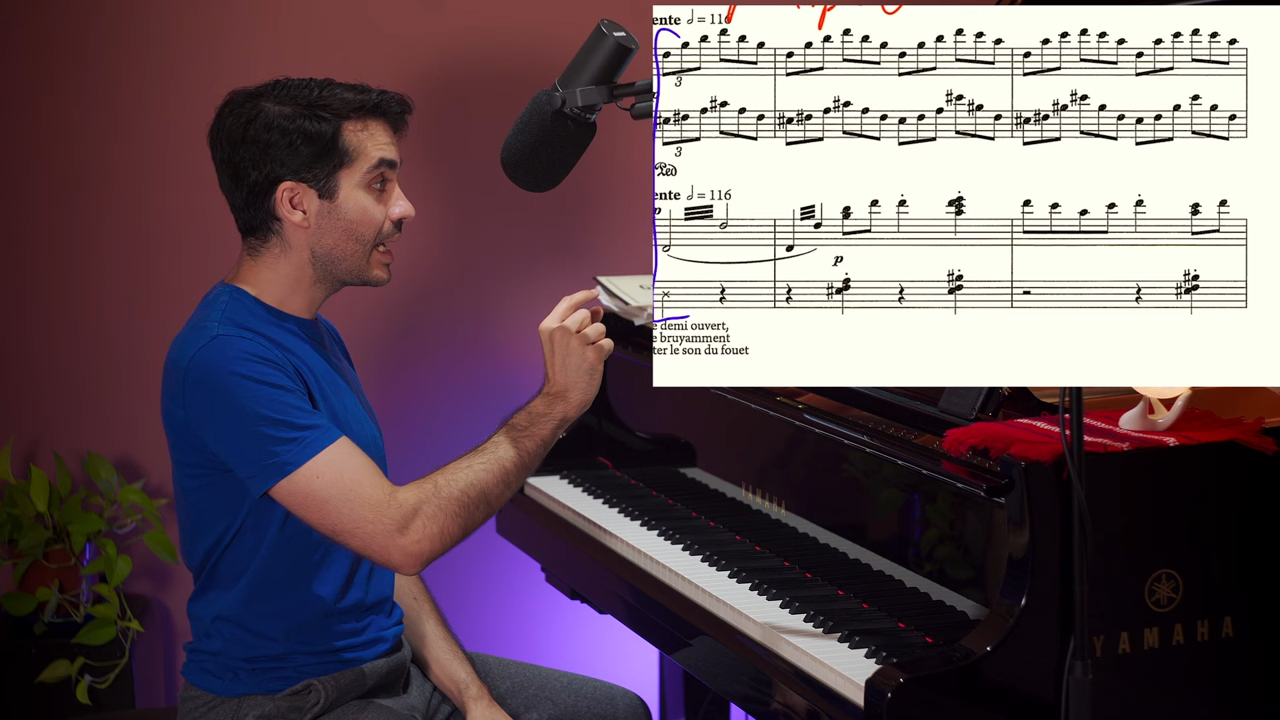 ente 𝅗𝅥 = 116
3
3
Ped
ente 𝅗𝅥 = 116
p
p
e demi ouvert,
e bruyamment
ter le son du fouet
YAMAHA
YAMAHA